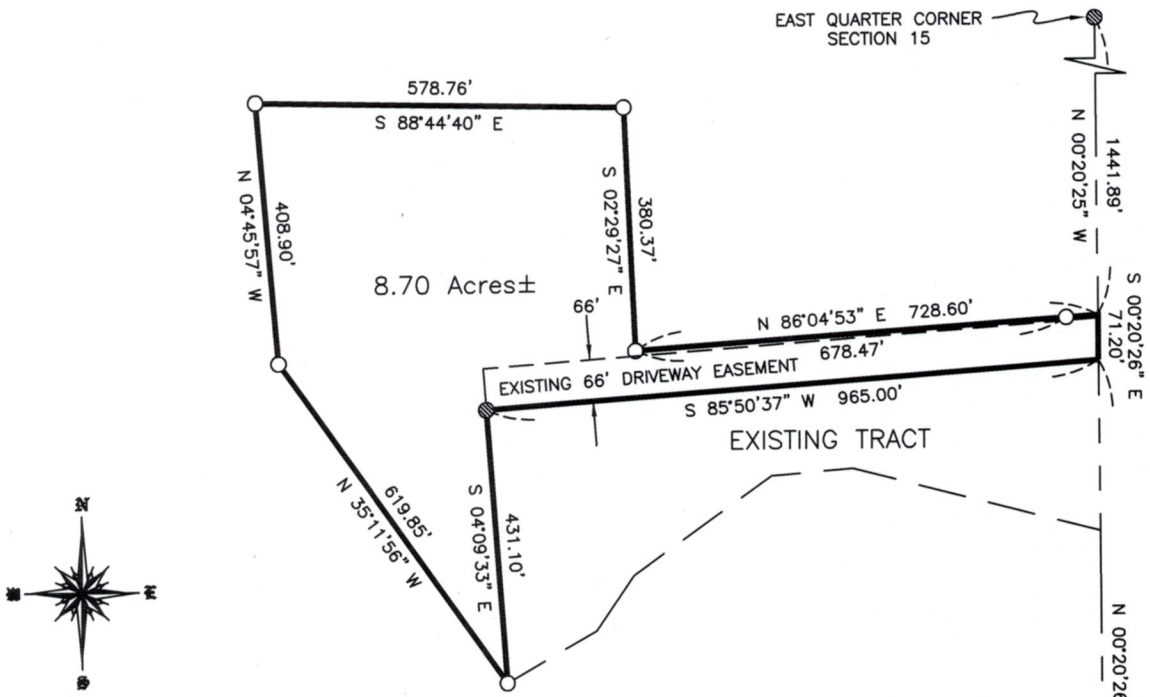 EAST QUARTER CORNER
SECTION 15
578.76'
S 88°44'40" E
N 00°20'25" W
1441.89'
N 04°45'57" W
408.90'
S 02°29'27" E
380.37'
8.70 Acres±
66'
N 86°04'53" E 728.60'
678.47'
S 00°20'26" E
71.20'
EXISTING 66' DRIVEWAY EASEMENT
S 85°50'37" W 965.00'
EXISTING TRACT
N 35°11'56" W
619.85'
S 04°09'33" E
431.10'
N
W
E
S
N 00°20'26